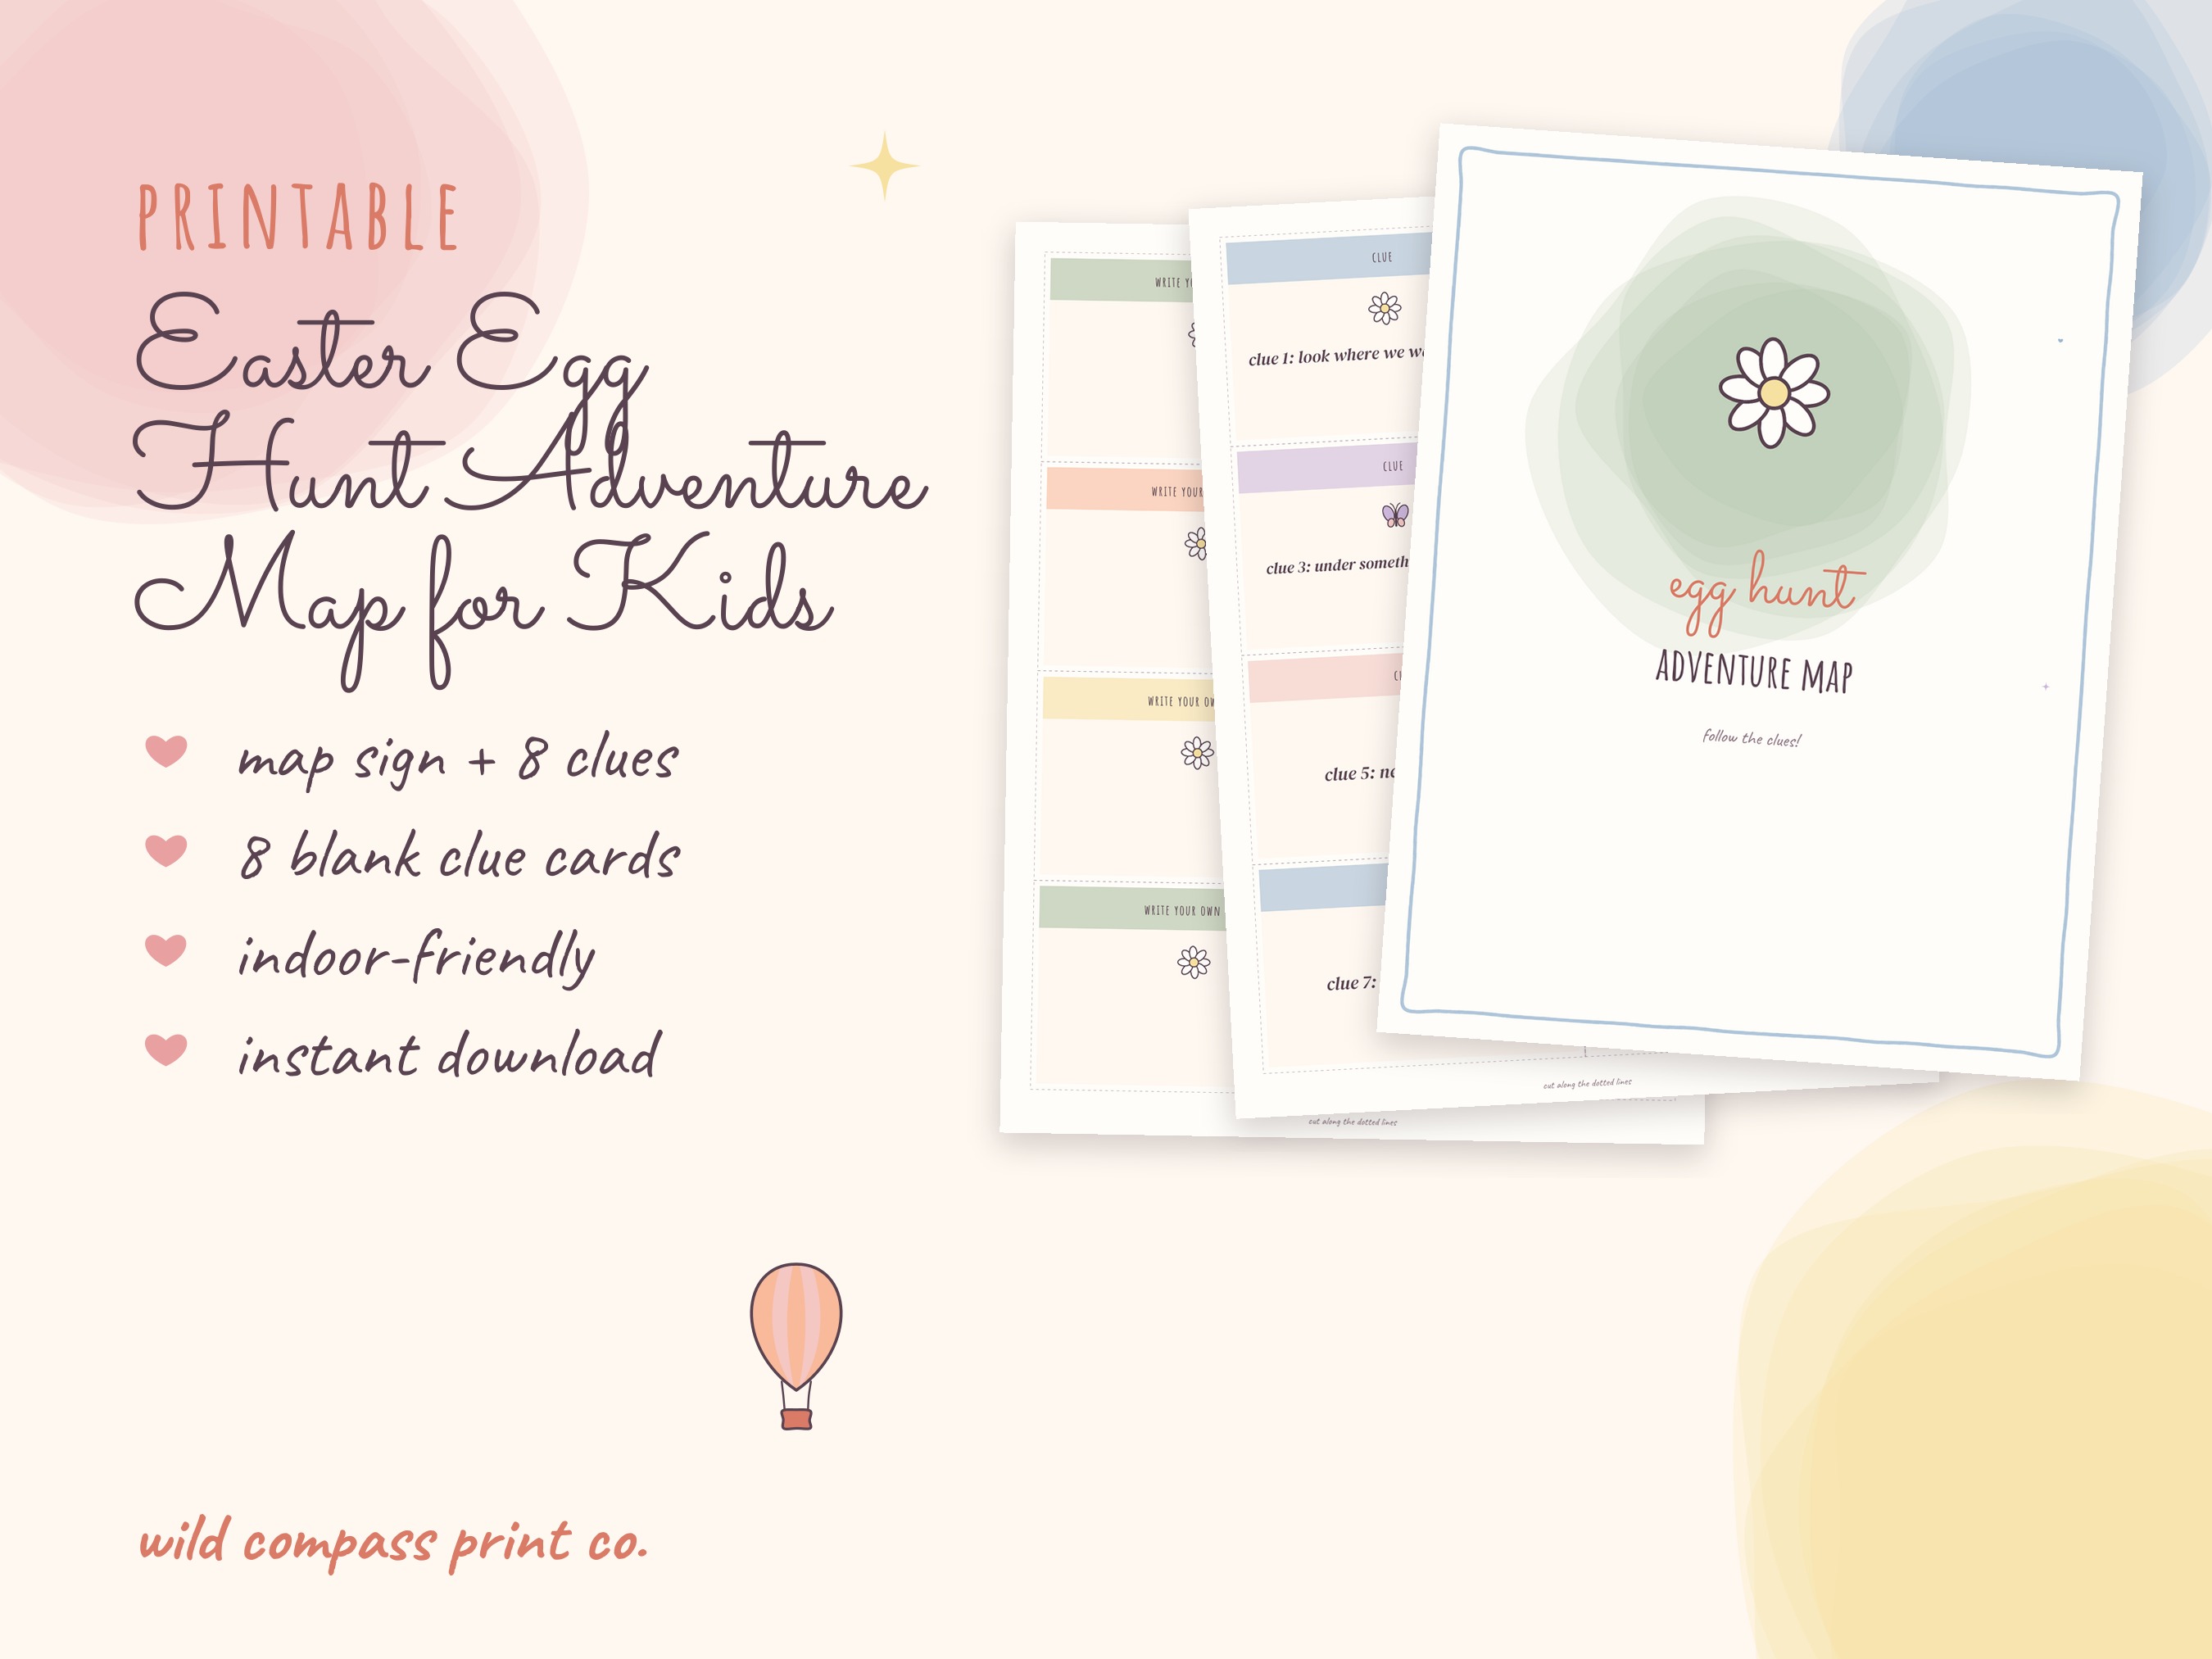 PRINTABLE
Easter Egg
Hunt Adventure
Map for Kids
map sign + 8 clues
8 blank clue cards
indoor-friendly
instant download
wild compass print co.
WRITE
WRITE YOUR
WRITE YOUR
WRITE YOUR OWN
cut along the dotted lines
CLUE
clue 1: look where we
CLUE
clue 3: under
clue 5:
clue 7:
cut along the dotted lines
egg hunt
ADVENTURE MAP
follow the clues!